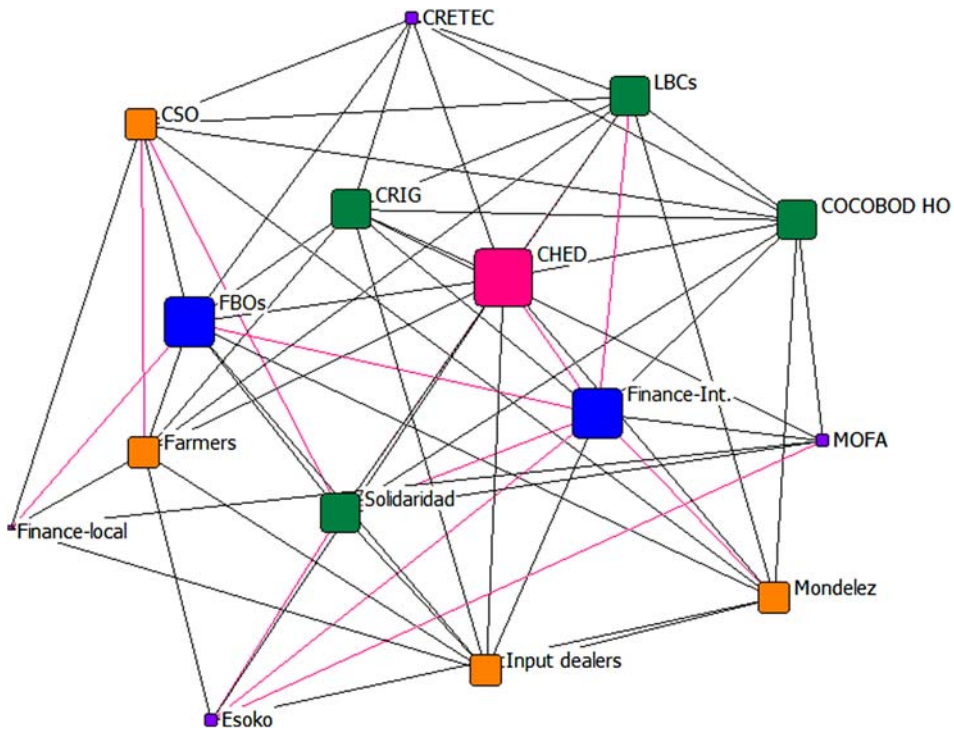 CRETEC
LBCs
CSO
CRIG
COCOBOD HO
CHED
FBOs
Finance-Int.
Farmers
MOFA
Solidaridad
Finance-local
Mondelez
Input dealers
Esoko